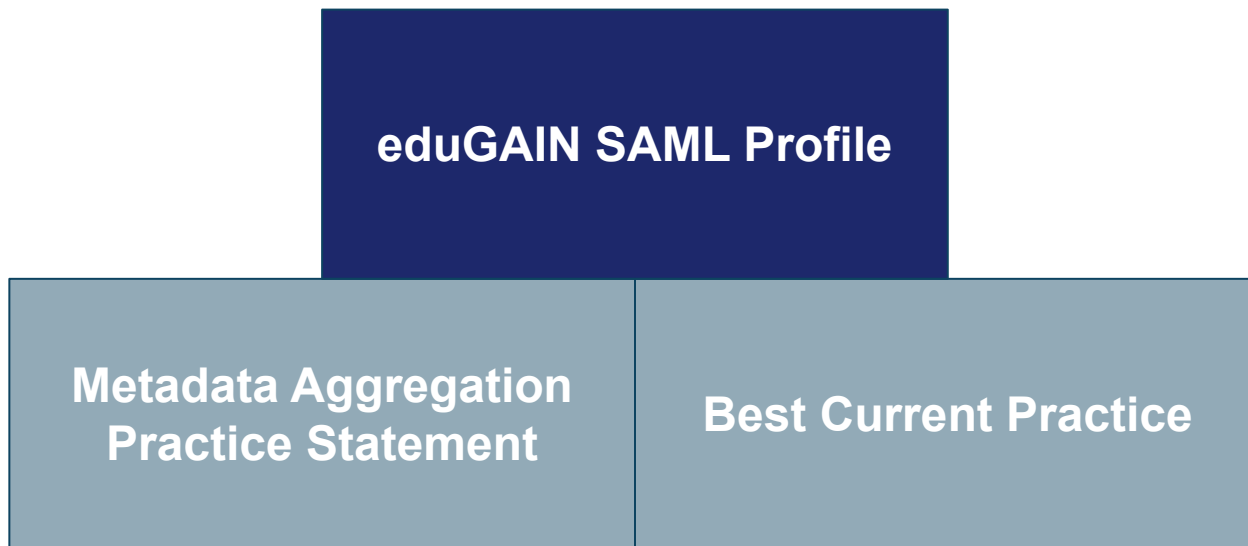 eduGAIN SAML Profile
Metadata Aggregation
Practice Statement
Best Current Practice